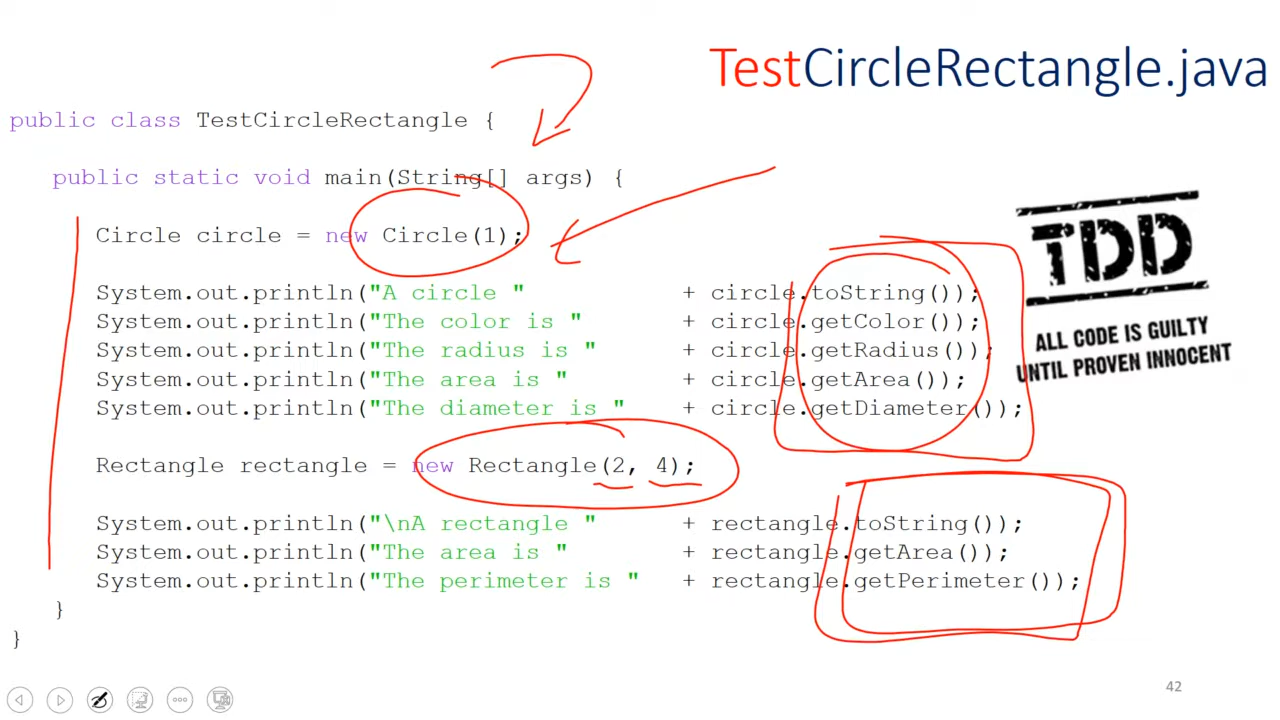 TestCircleRectangle.java
public class TestCircleRectangle {
public static void main(String[] args) {
Circle circle = new Circle(1);
System.out.println("A circle " + circle.toString());
System.out.println("The color is " + circle.getColor());
System.out.println("The radius is " + circle.getRadius());
System.out.println("The area is " + circle.getArea());
System.out.println("The diameter is " + circle.getDiameter());
Rectangle rectangle = new Rectangle(2, 4);
System.out.println("\nA rectangle " + rectangle.toString());
System.out.println("The area is " + rectangle.getArea());
System.out.println("The perimeter is " + rectangle.getPerimeter());
}
}
TDD
ALL CODE IS GUILTY
UNTIL PROVEN INNOCENT
42